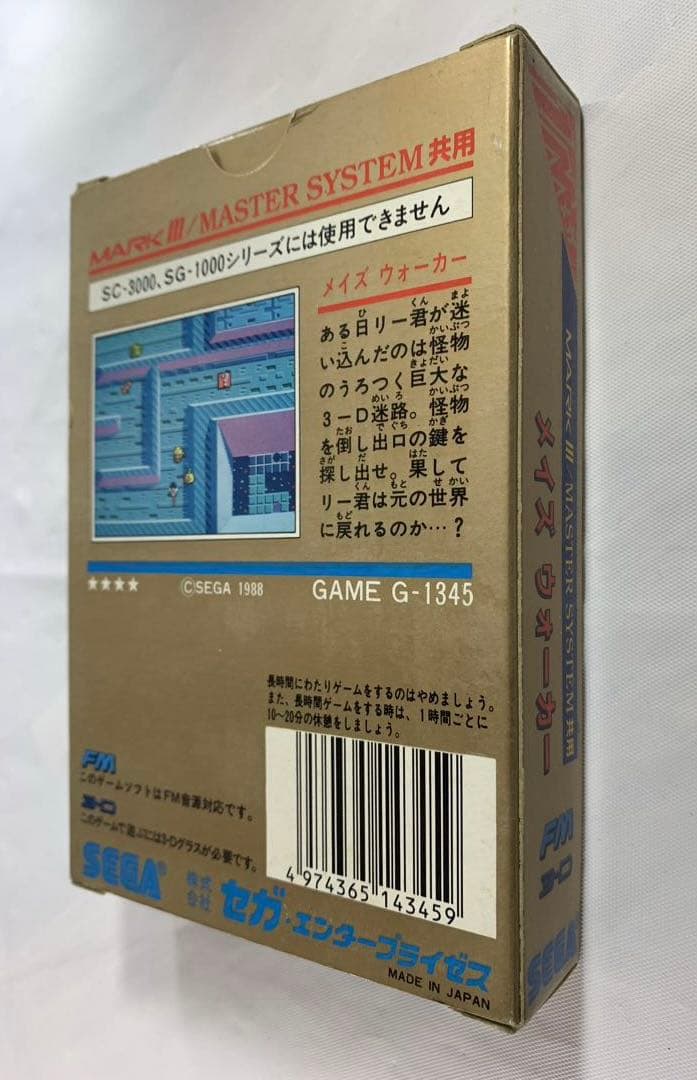 MARK III/MASTER SYSTEM共用
SC-3000、SG-1000シリーズには使用できません
メイズ ウォーカー
ある日リー君が迷
い込んだのは怪物
のうろつく巨大な
3-D迷路。怪物
を倒し出口の鍵を
探し出せ。果して
リー君は元の世界
に戻れるのか…?
★★★★ ©SEGA 1988 GAME G-1345
長時間にわたりゲームをするのはやめましょう。
また、長時間ゲームをする時は、1時間ごとに
10〜20分の休憩をしましょう。
FM
このゲームソフトはFM音源対応です。
3-D
このゲームで遊ぶには3-Dグラスが必要です。
4 974365 143459
SEGA® 株式会社 セガ・エンタープライゼス
MADE IN JAPAN
MARK III/MASTER SYSTEM共用
メイズ ウォーカー
FM
3-D
SEGA®